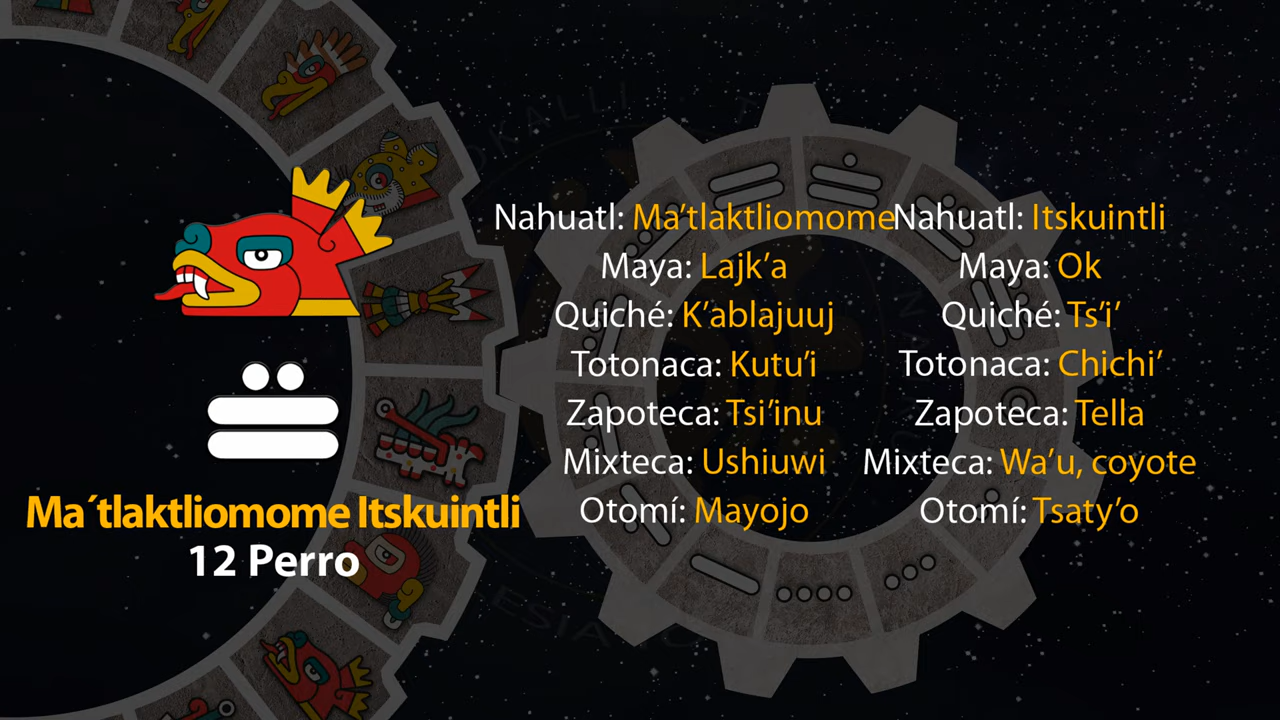 Nahuatl: Ma’tlaktliomome
Maya: Lajk’a
Quiché: K’ablajuuj
Totonaca: Kutu’i
Zapoteca: Tsi’inu
Mixteca: Ushiuwi
Otomí: Mayojo
Nahuatl: Itskuintli
Maya: Ok
Quiché: Ts’i’
Totonaca: Chichi’
Zapoteca: Tella
Mixteca: Wa’u, coyote
Otomí: Tsaty’o
Ma´tlaktliomome Itskuintli
12 Perro